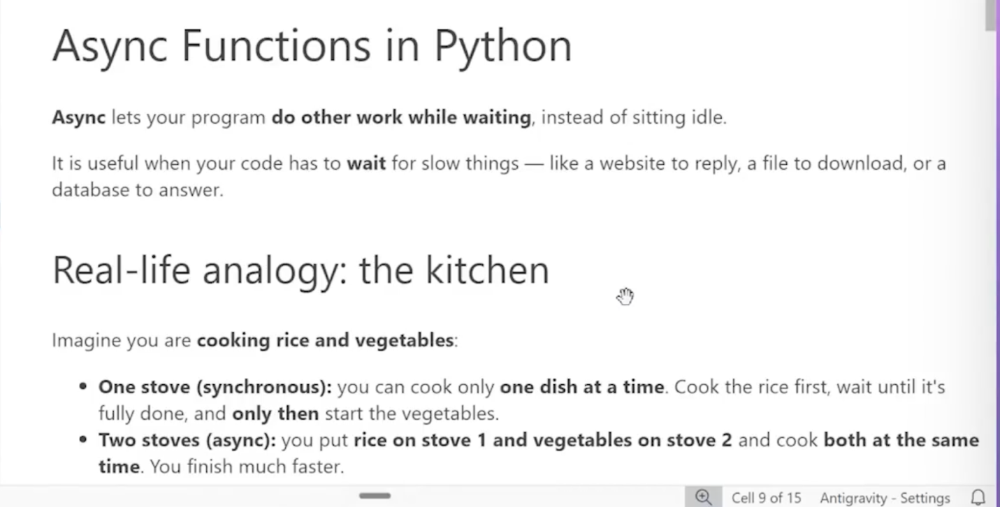 Async Functions in Python
Async lets your program do other work while waiting, instead of sitting idle.
It is useful when your code has to wait for slow things — like a website to reply, a file to download, or a
database to answer.
Real-life analogy: the kitchen
Imagine you are cooking rice and vegetables:
• One stove (synchronous): you can cook only one dish at a time. Cook the rice first, wait until it's
fully done, and only then start the vegetables.
• Two stoves (async): you put rice on stove 1 and vegetables on stove 2 and cook both at the same
time. You finish much faster.
Cell 9 of 15 Antigravity - Settings